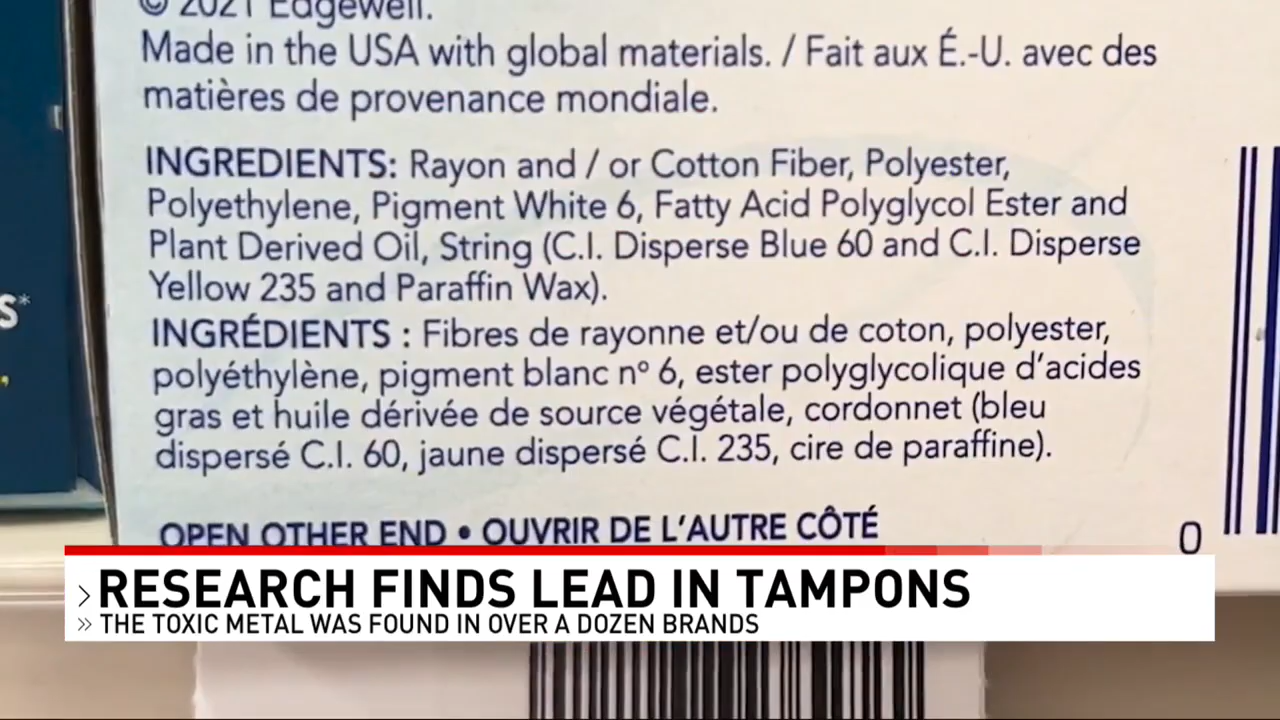 © 2021 Edgewell.
Made in the USA with global materials. / Fait aux É.-U. avec des
matières de provenance mondiale.
INGREDIENTS: Rayon and / or Cotton Fiber, Polyester,
Polyethylene, Pigment White 6, Fatty Acid Polyglycol Ester and
Plant Derived Oil, String (C.I. Disperse Blue 60 and C.I. Disperse
Yellow 235 and Paraffin Wax).
INGRÉDIENTS : Fibres de rayonne et/ou de coton, polyester,
polyéthylène, pigment blanc nº 6, ester polyglycolique d'acides
gras et huile dérivée de source végétale, cordonnet (bleu
dispersé C.I. 60, jaune dispersé C.I. 235, cire de paraffine).
OPEN OTHER END • OUVRIR DE L'AUTRE CÔTÉ
0
S*
RESEARCH FINDS LEAD IN TAMPONS
THE TOXIC METAL WAS FOUND IN OVER A DOZEN BRANDS